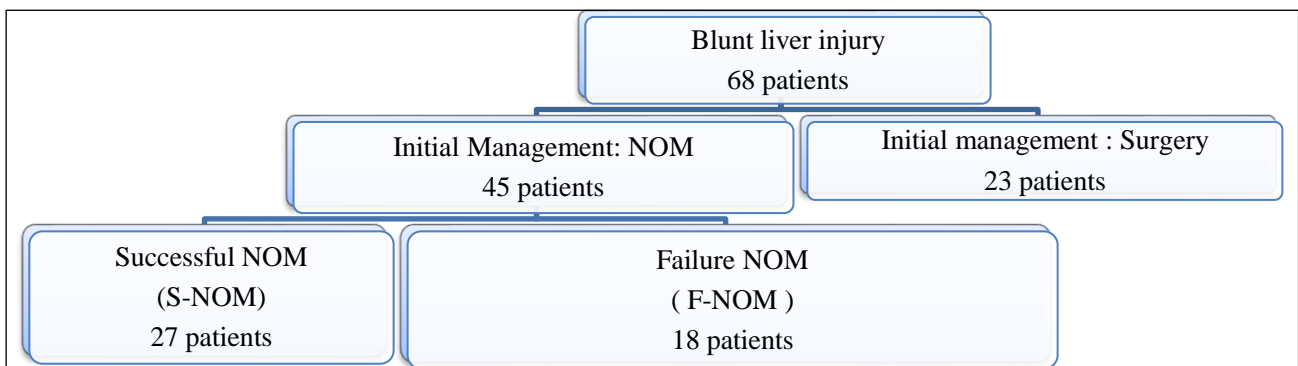 Blunt liver injury
68 patients
Initial Management: NOM
45 patients
Initial management : Surgery
23 patients
Successful NOM
(S-NOM)
27 patients
Failure NOM
( F-NOM )
18 patients